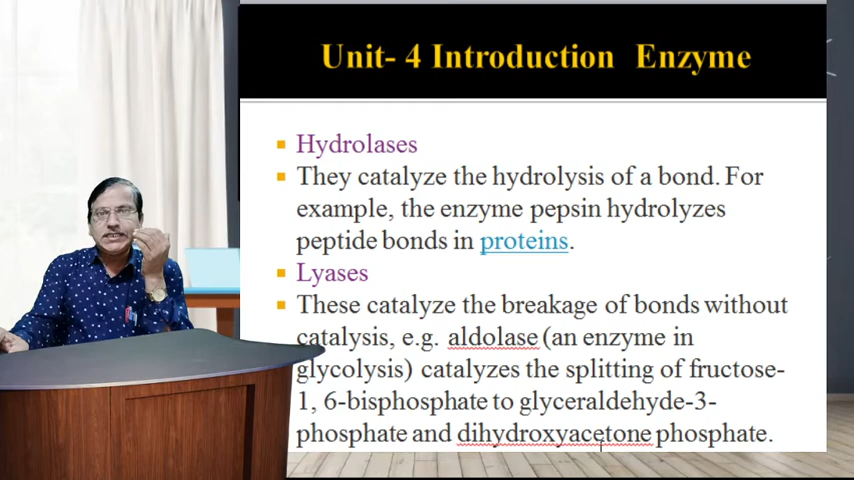 Unit- 4 Introduction Enzyme
Hydrolases
They catalyze the hydrolysis of a bond. For
example, the enzyme pepsin hydrolyzes
peptide bonds in proteins.
Lyases
These catalyze the breakage of bonds without
catalysis, e.g. aldolase (an enzyme in
glycolysis) catalyzes the splitting of fructose-
1, 6-bisphosphate to glyceraldehyde-3-
phosphate and dihydroxyacetone phosphate.